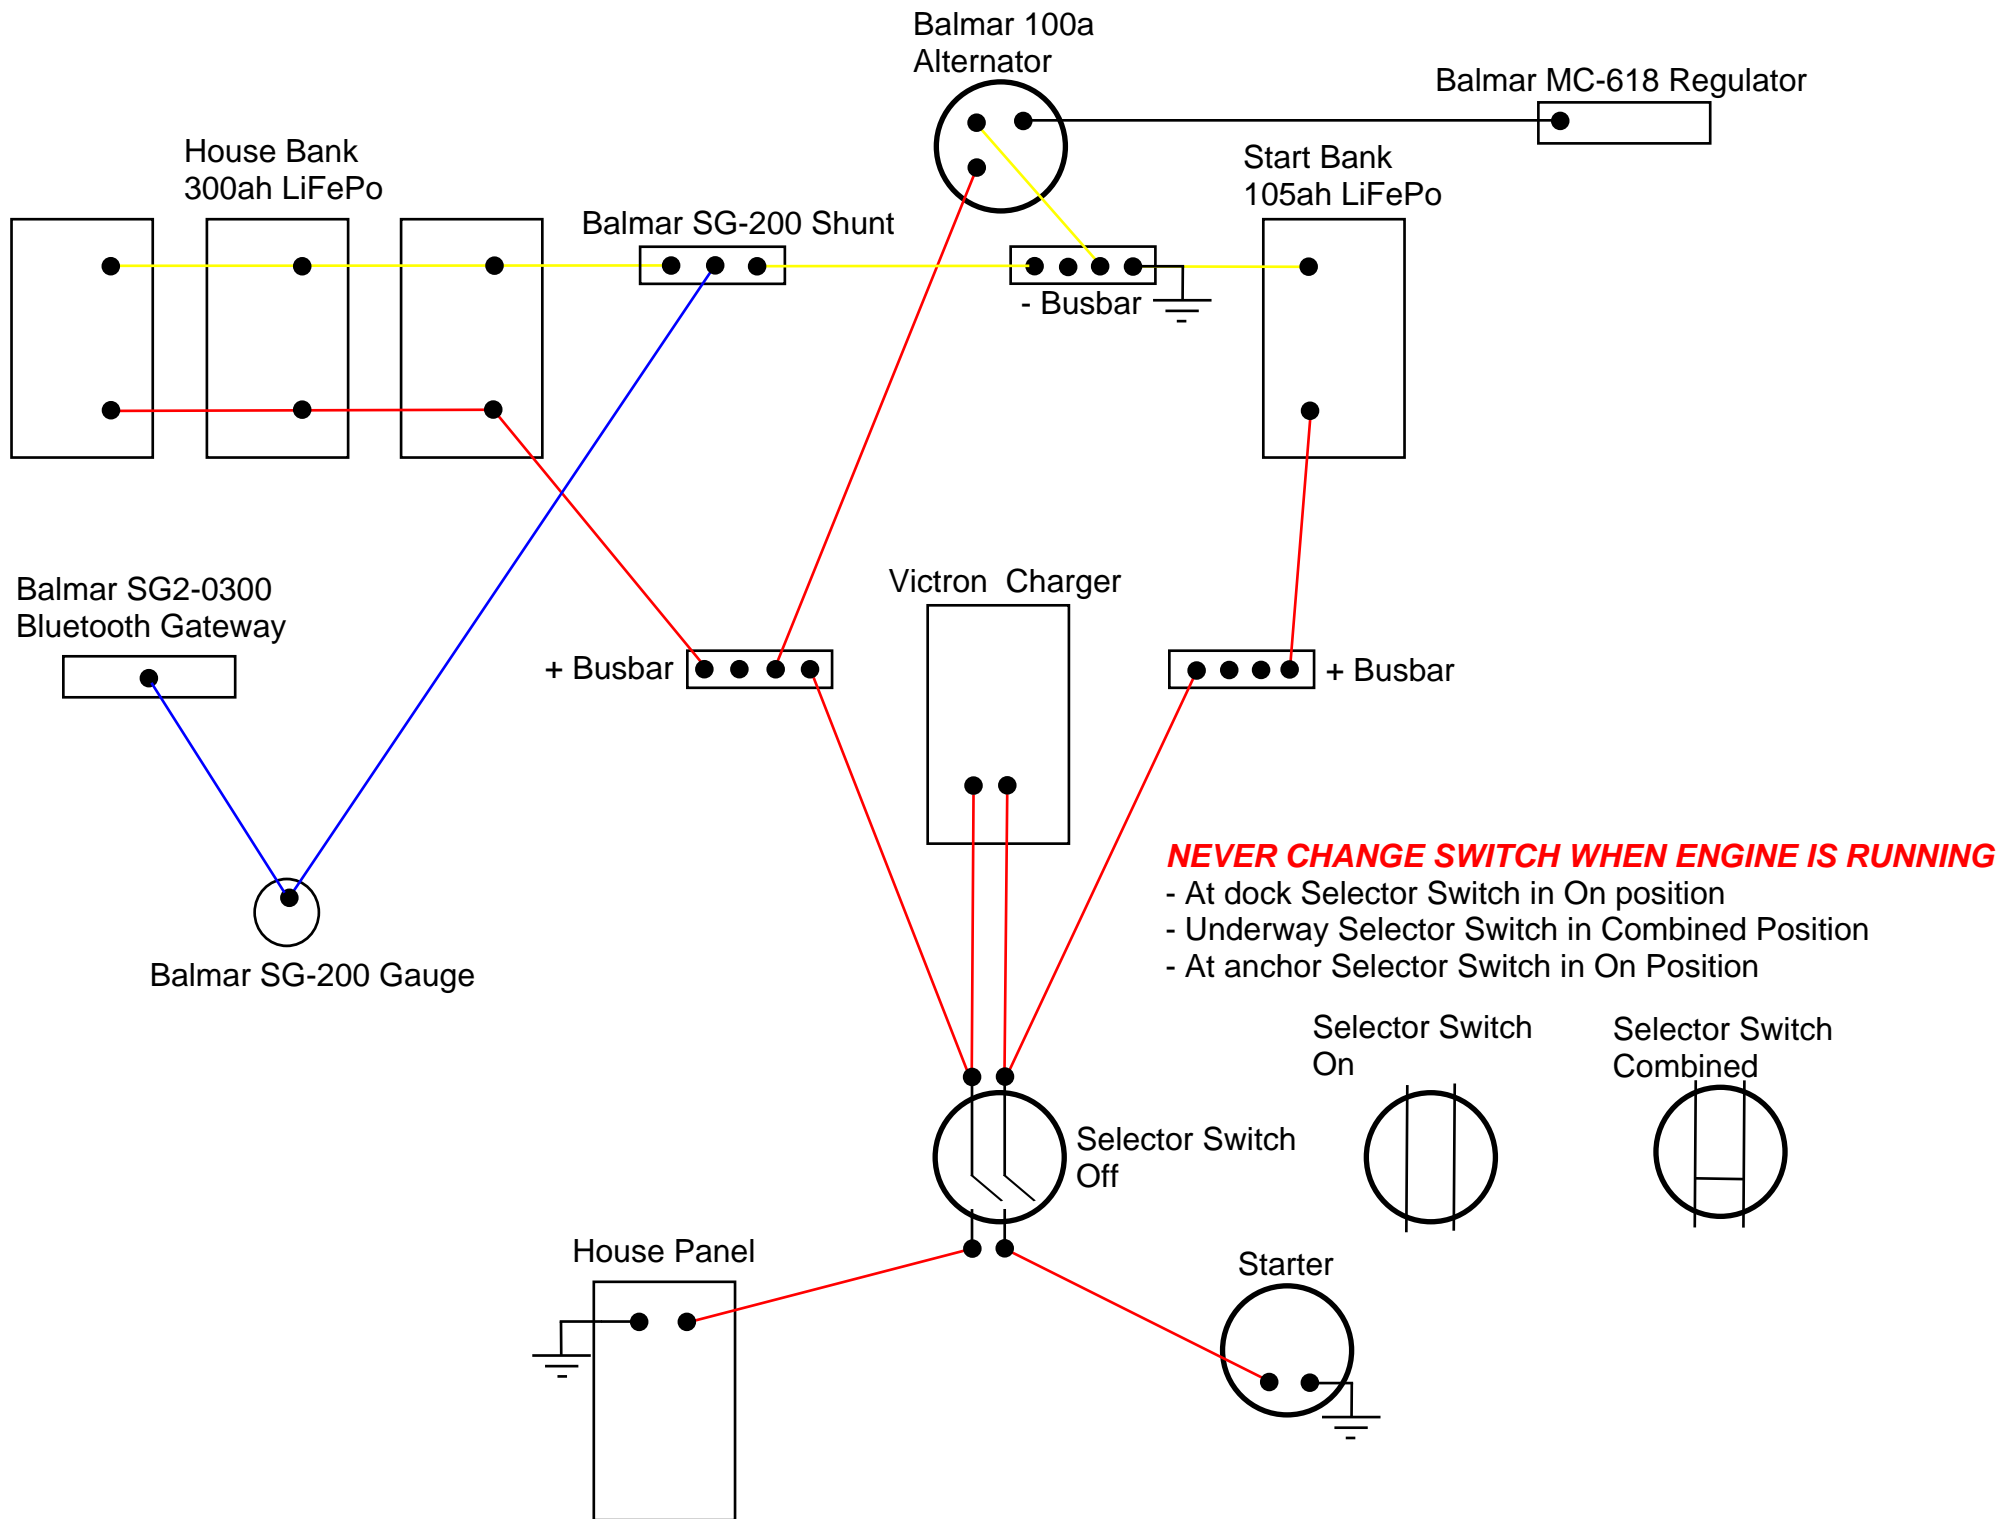 Balmar 100a
Alternator
Balmar MC-618 Regulator
House Bank
300ah LiFePo
Start Bank
105ah LiFePo
Balmar SG-200 Shunt
- Busbar
Balmar SG2-0300
Bluetooth Gateway
Victron  Charger
+ Busbar
+ Busbar
NEVER CHANGE SWITCH WHEN ENGINE IS RUNNING
- At dock Selector Switch in On position
- Underway Selector Switch in Combined Position
- At anchor Selector Switch in On Position
Balmar SG-200 Gauge
Selector Switch
On
Selector Switch
Combined
Selector Switch
Off
House Panel
Starter